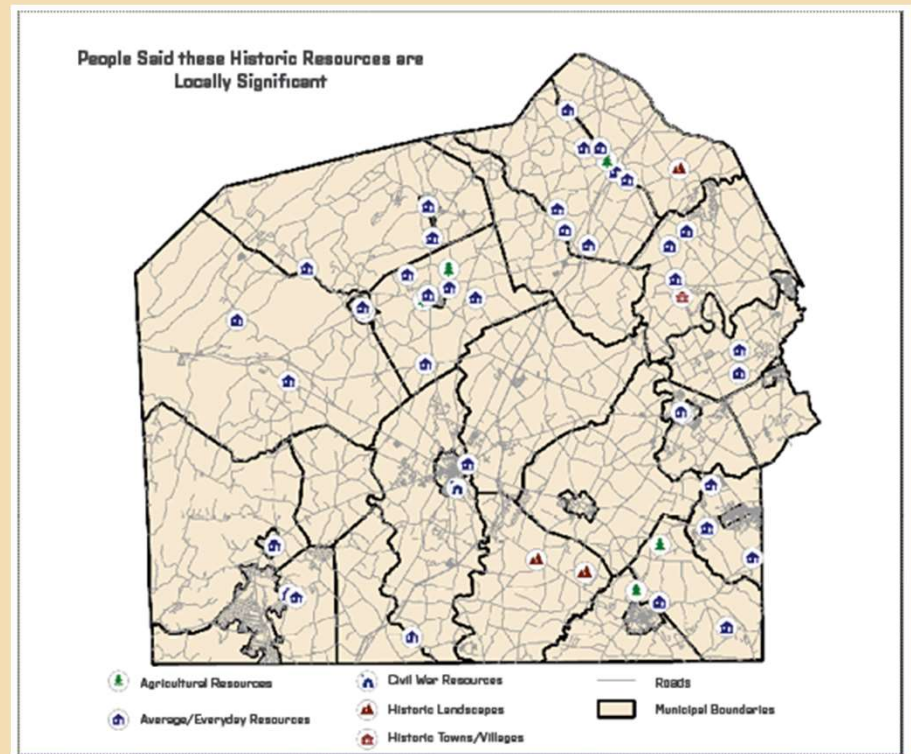 People Said these Historic Resources are
Locally Significant
Agricultural Resources
Average/Everyday Resources
Civil War Resources
Historic Landscapes
Historic Towns/Villages
Roads
Municipal Boundaries